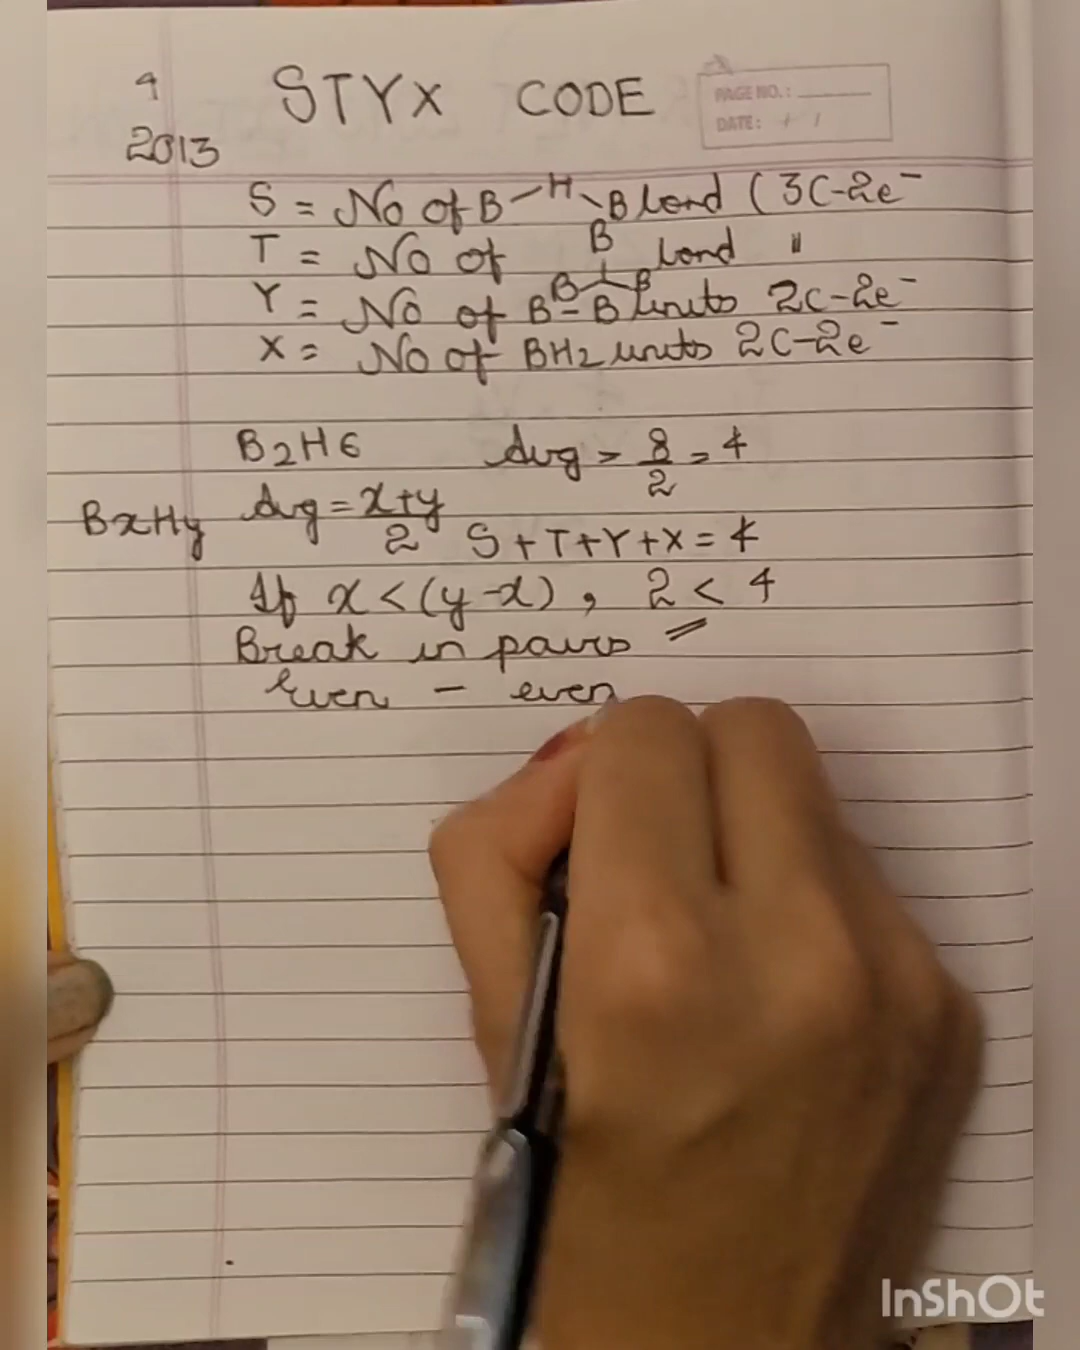 4 STYX CODE
PAGE NO.:
DATE: / /
2013
S = No of B-H-B bond (3C-2e⁻
T = No of B B B bond "
Y = No of B-B units 2C-2e⁻
X = No of BH2 units 2C-2e⁻
B2H6 Avg = 8/2 = 4
BxHy Avg = x+y/2
S+T+Y+X = 4
If x<(y-x), 2 < 4
Break in pairs
Even - even
InShOt